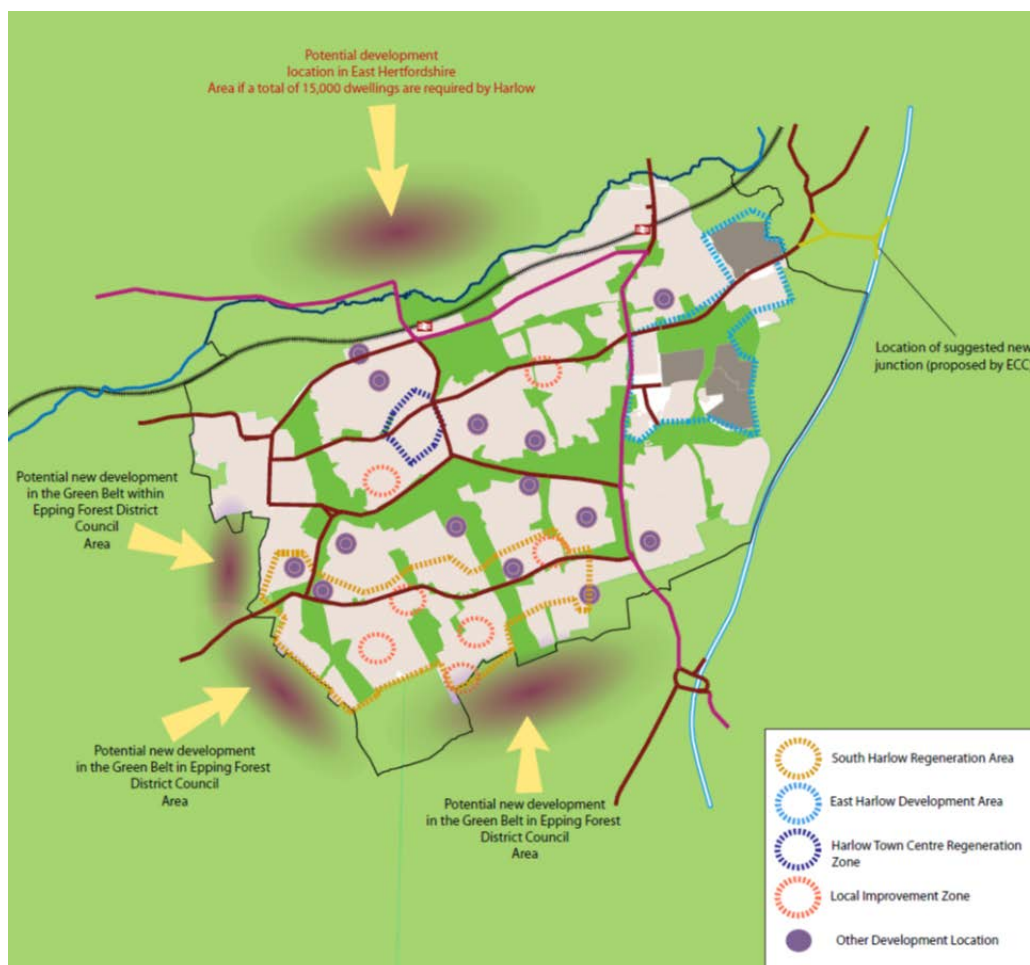 Potential development
location in East Hertfordshire
Area if a total of 15,000 dwellings are required by Harlow
Location of suggested new
junction (proposed by ECC
Potential new development
in the Green Belt within
Epping Forest District
Council
Area
Potential new development
in the Green Belt in Epping Forest
District Council
Area
Potential new development
in the Green Belt in Epping Forest
District Council
Area
South Harlow Regeneration Area
East Harlow Development Area
Harlow Town Centre Regeneration
Zone
Local Improvement Zone
Other Development Location